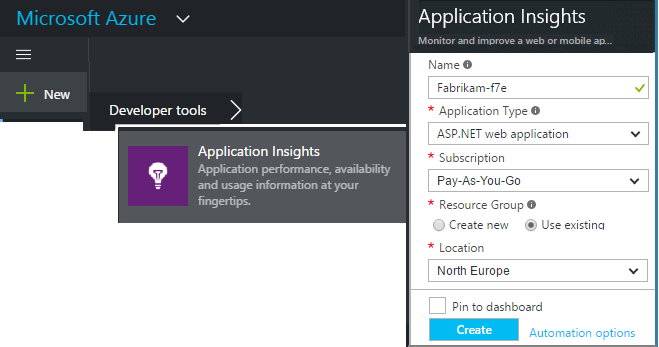 Microsoft Azure
New
Developer tools
Application Insights
Application performance, availability
and usage information at your
fingertips.
Application Insights
Monitor and improve a web or mobile ap...
Name
Fabrikam-f7e
* Application Type
ASP.NET web application
* Subscription
Pay-As-You-Go
* Resource Group
Create new Use existing
* Location
North Europe
Pin to dashboard
Create Automation options